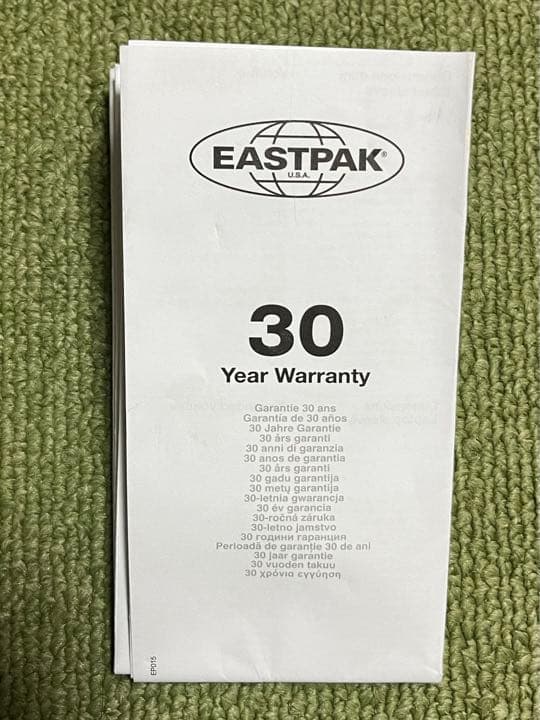 EASTPAK®
U.S.A.
30
Year Warranty
Garantie 30 ans
Garantía de 30 años
30 Jahre Garantie
30 års garanti
30 anni di garanzia
30 anos de garantia
30 års garanti
30 gadu garantija
30 metų garantija
30-letnia gwarancja
30 év garancia
30-ročná záruka
30-letno jamstvo
30 години гаранция
Perioadă de garanție 30 de ani
30 jaar garantie
30 vuoden takuu
30 χρόνια εγγύηση
EP015